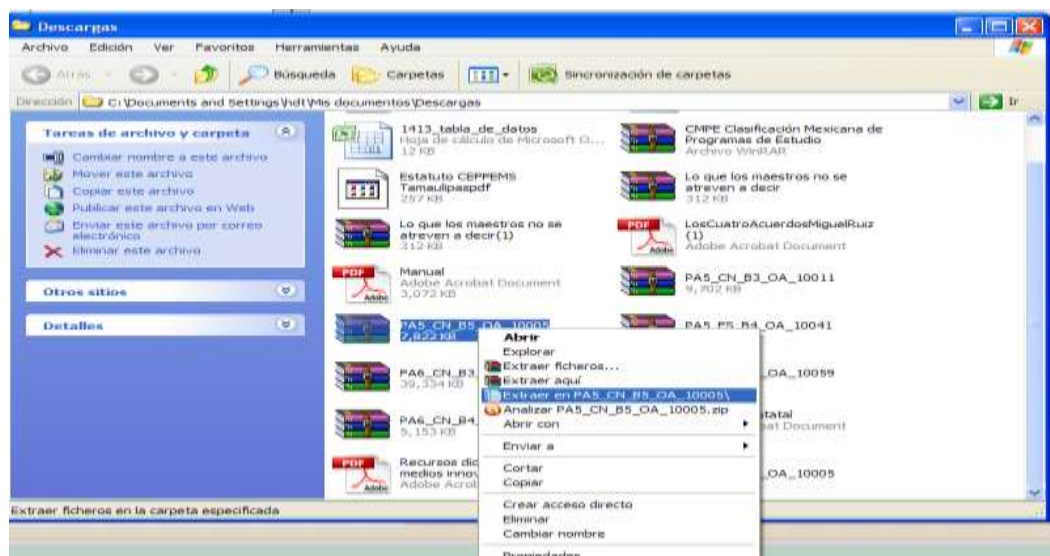 Descargas
Archivo Edición Ver Favoritos Herramientas Ayuda
Atrás Búsqueda Carpetas Sincronización de carpetas
Dirección C:\Documents and Settings\hdt\Mis documentos\Descargas Ir
Tareas de archivo y carpeta
Cambiar nombre a este archivo
Mover este archivo
Copiar este archivo
Publicar este archivo en Web
Enviar este archivo por correo
electrónico
Eliminar este archivo
Otros sitios
Detalles
1413_tabla_de_datos
Hoja de cálculo de Microsoft O...
12 KB
CMPE Clasificación Mexicana de
Programas de Estudio
Archivo WinRAR
Estatuto CEPPEMS
Tamaulipaspdf
257 KB
Lo que los maestros no se
atreven a decir
312 KB
Lo que los maestros no se
atreven a decir(1)
312 KB
LosCuatroAcuerdosMiguelRuiz
(1)
Adobe Acrobat Document
Manual
Adobe Acrobat Document
3,072 KB
PA5_CN_B3_OA_10011
9,702 KB
PA5_CN_B5_OA_10005
7,822 KB
OA_10041
PA6_CN_B3
39,334 KB
OA_10059
PA6_CN_B4
5,153 KB
tatal
bat Document
Recursos dic
medios innov
Adobe Acrol
_OA_10005
Abrir
Explorar
Extraer ficheros...
Extraer aquí
Extraer en PA5_CN_B5_OA_10005\
Analizar PA5_CN_B5_OA_10005.zip
Abrir con
Enviar a
Cortar
Copiar
Crear acceso directo
Eliminar
Cambiar nombre
Propiedades
Extraer ficheros en la carpeta especificada